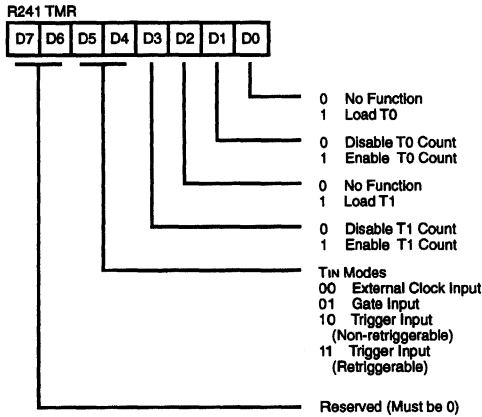 R241 TMR
D7 D6 D5 D4 D3 D2 D1 D0
0 No Function
1 Load T0
0 Disable T0 Count
1 Enable T0 Count
0 No Function
1 Load T1
0 Disable T1 Count
1 Enable T1 Count
TIN Modes
00 External Clock Input
01 Gate Input
10 Trigger Input
(Non-retriggerable)
11 Trigger Input
(Retriggerable)
Reserved (Must be 0)